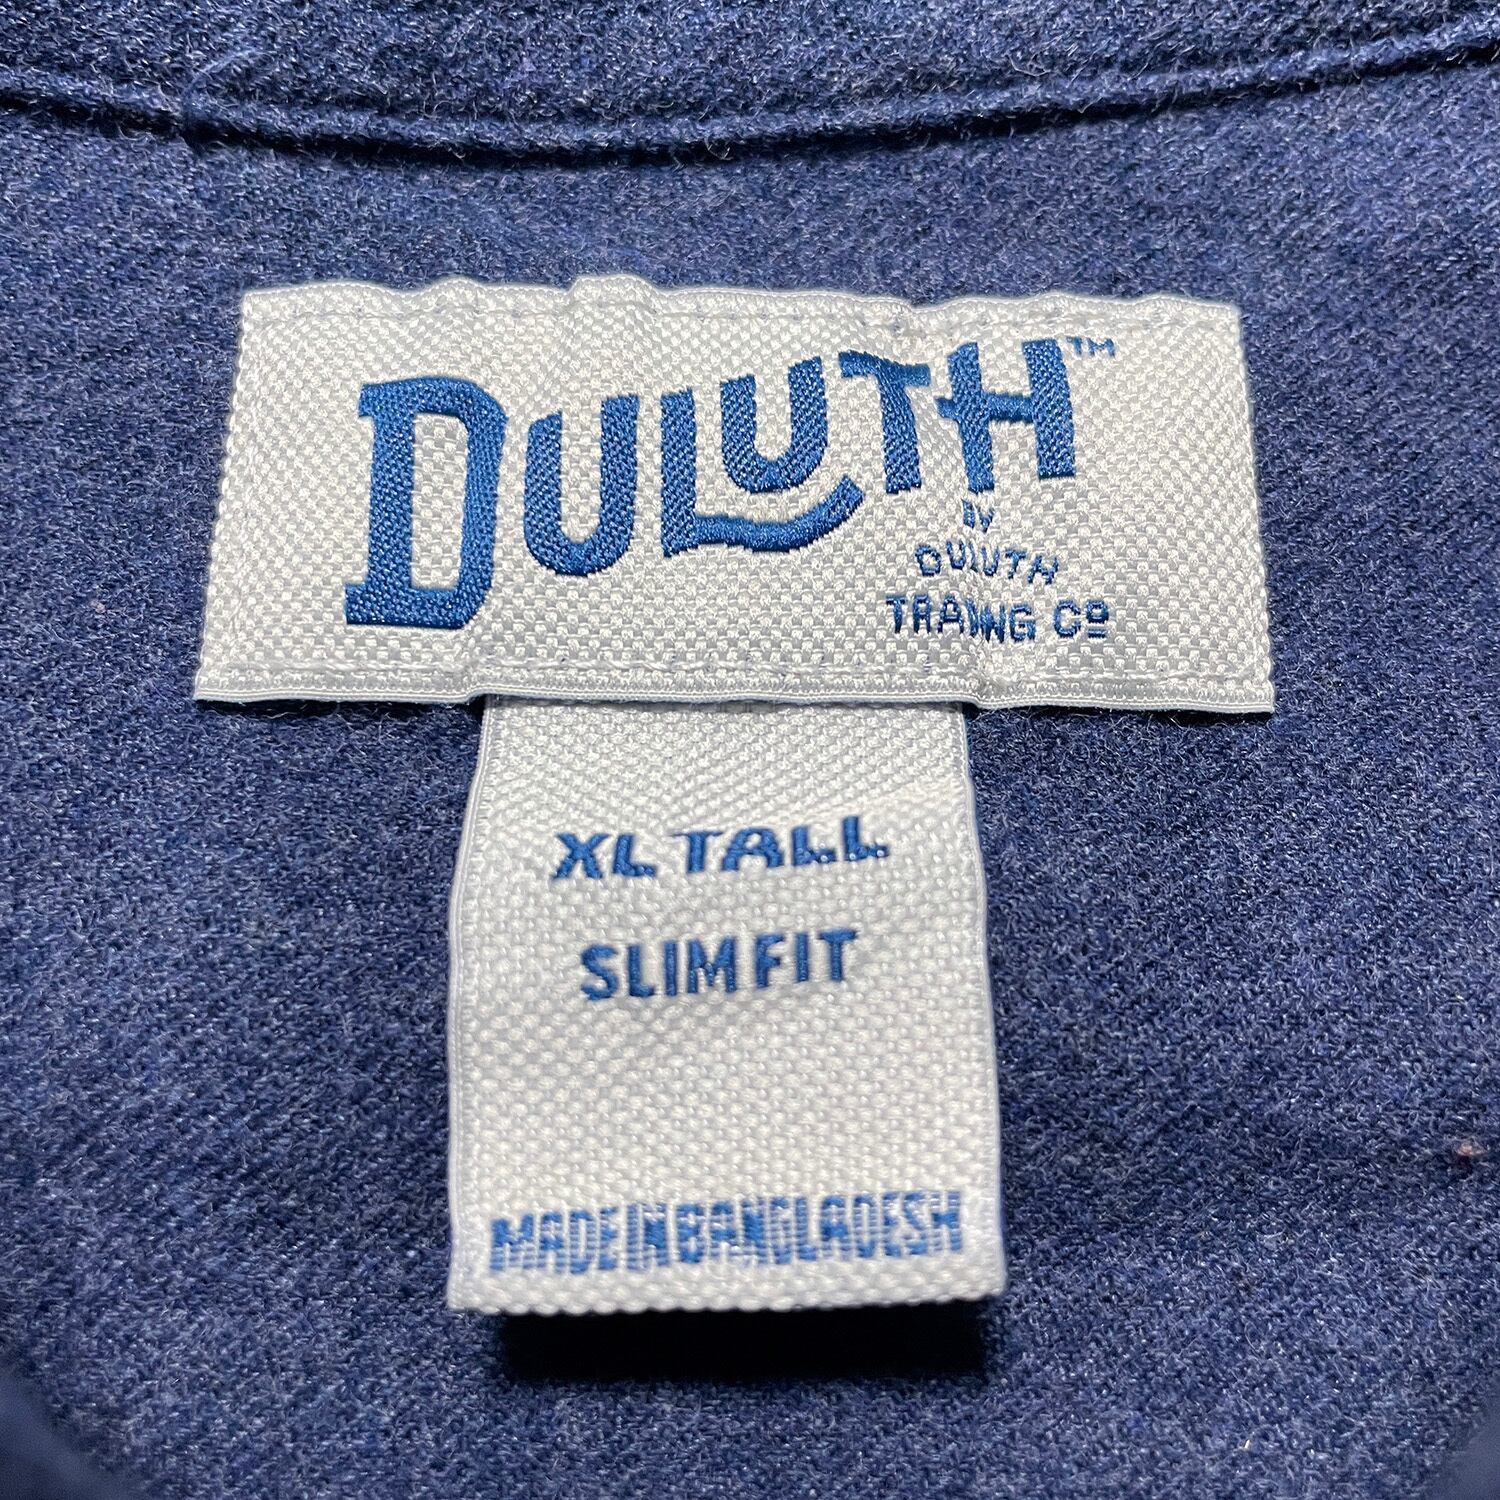 DULUTH™
BY
DULUTH
TRADING Cº
XL TALL
SLIM FIT
MADE IN BANGLADESH